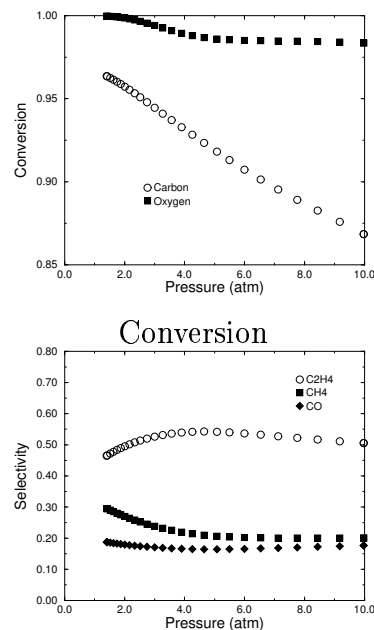 1.00
0.95
0.90
0.85
Conversion
Carbon
Oxygen
0.0 2.0 4.0 6.0 8.0 10.0
Pressure (atm)
Conversion
0.80
0.70
0.60
0.50
0.40
0.30
0.20
0.10
0.00
Selectivity
C2H4
CH4
CO
0.0 2.0 4.0 6.0 8.0 10.0
Pressure (atm)